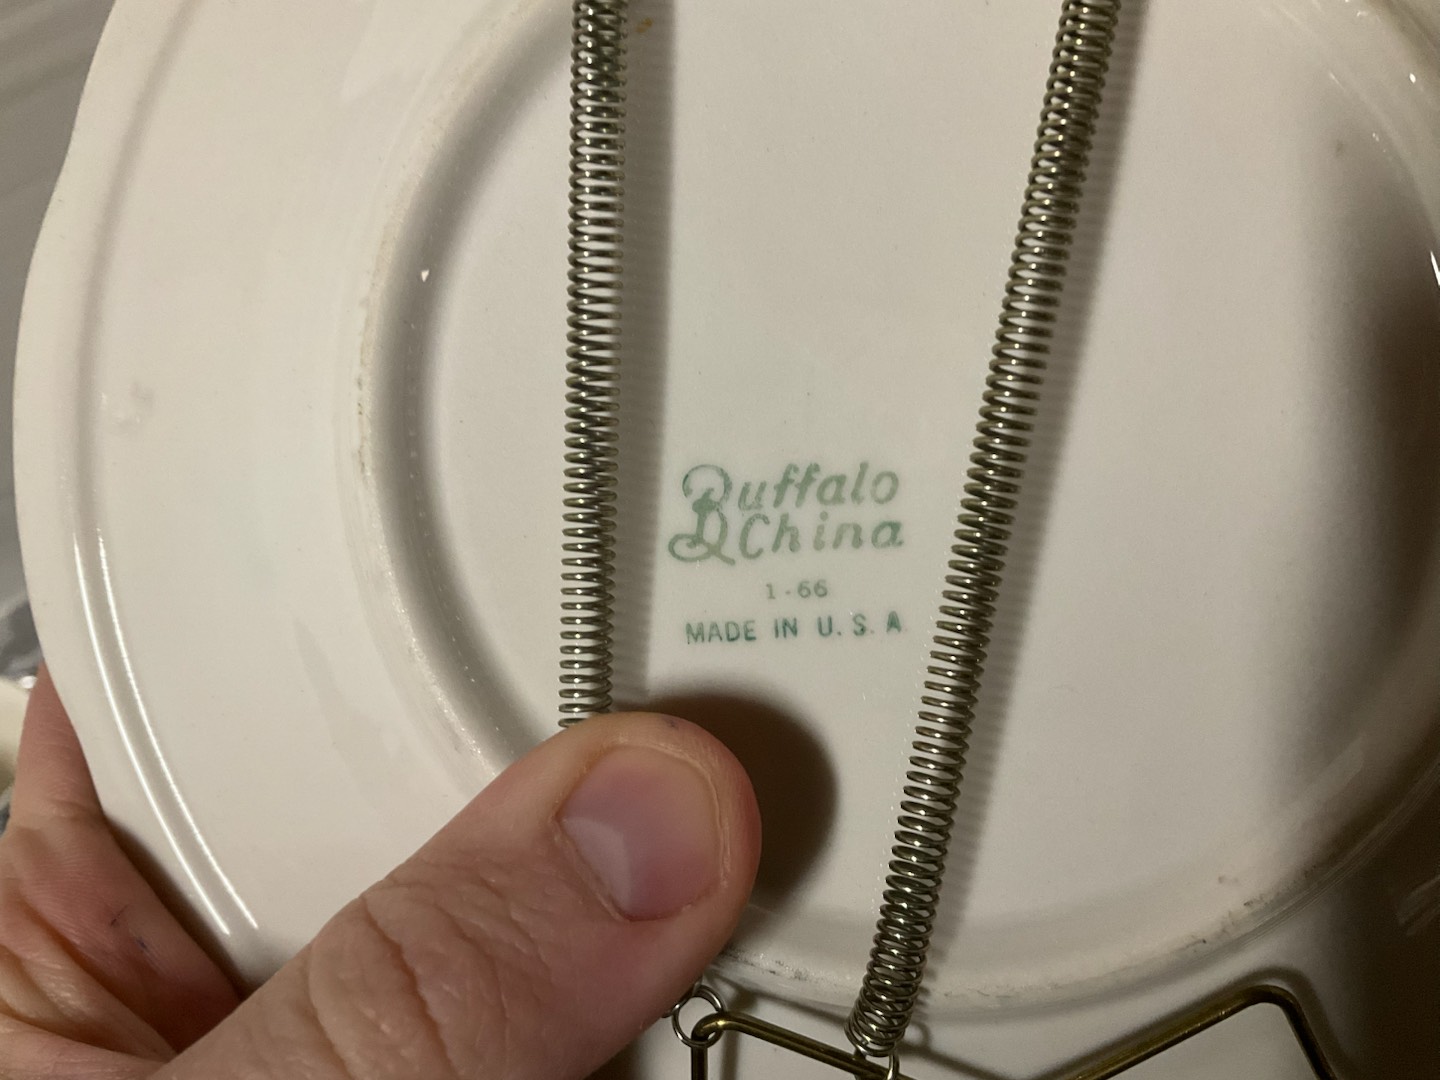 Buffalo
China
1-66
MADE IN U.S.A.